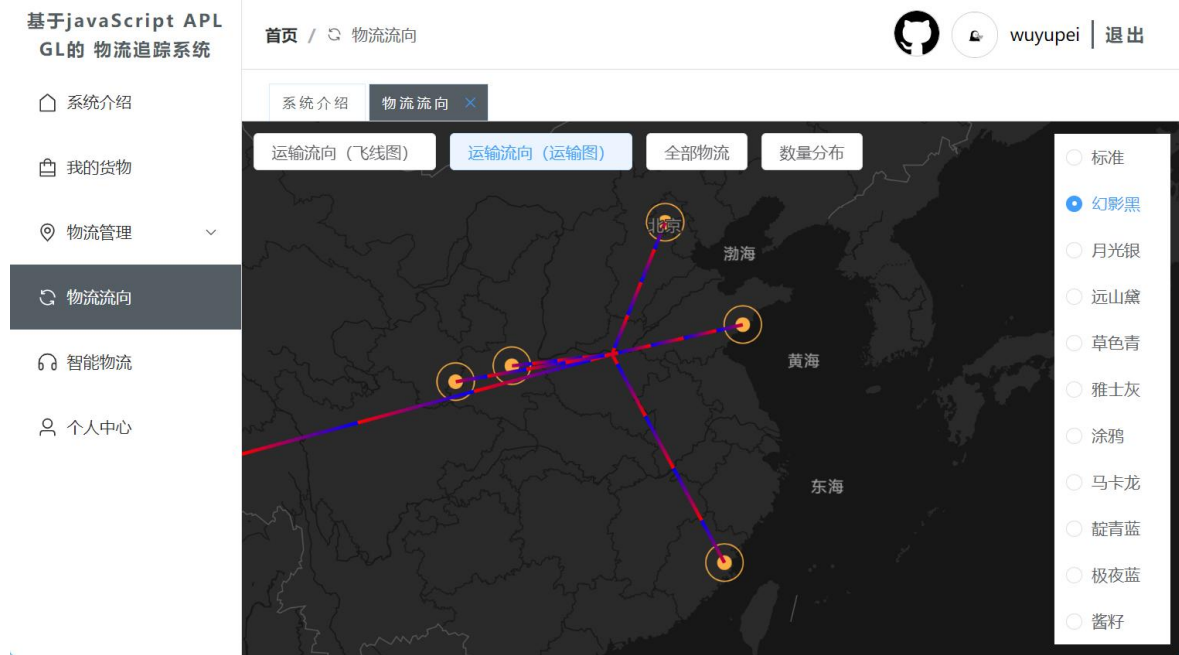 基于javaScript APL
GL的 物流追踪系统
首页 / 物流流向
wuyupei
退出
系统介绍
我的货物
物流管理
物流流向
智能物流
个人中心
系统介绍
物流流向
运输流向（飞线图）
运输流向（运输图）
全部物流
数量分布
北京
渤海
黄海
东海
标准
幻影黑
月光银
远山黛
草色青
雅士灰
涂鸦
马卡龙
靛青蓝
极夜蓝
酱籽